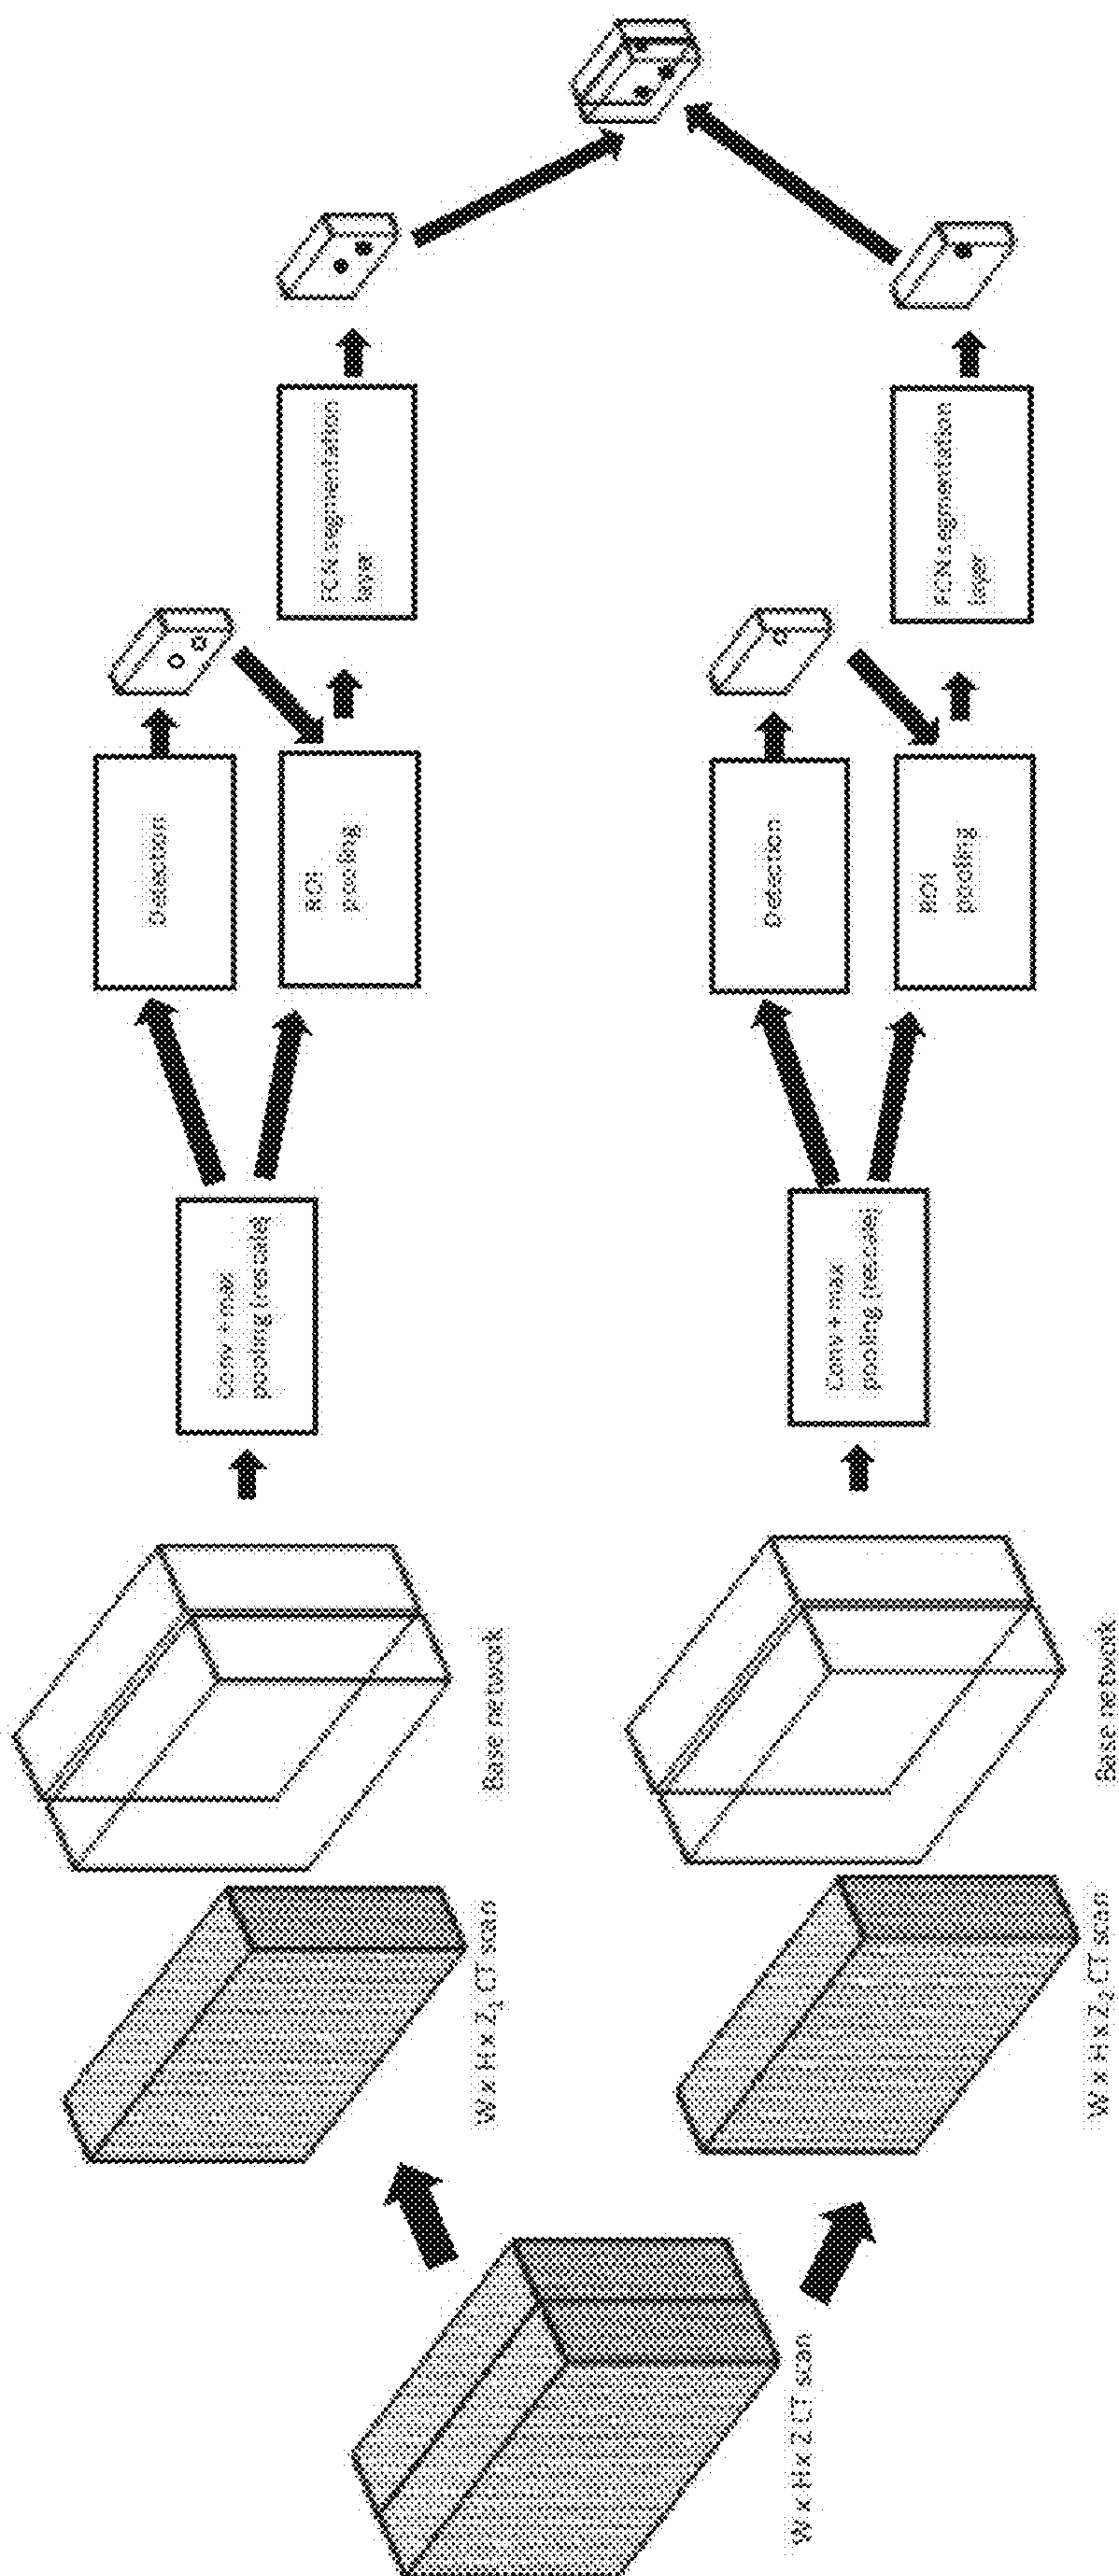 W x H x Z CT scan
W x H x Z₁ CT scan
Base network
Conv + max
pooling (rescale)
Detection
ROI
pooling
FCN segmentation
layer
W x H x Z₂ CT scan
Base network
Conv + max
pooling (rescale)
Detection
ROI
pooling
FCN segmentation
layer